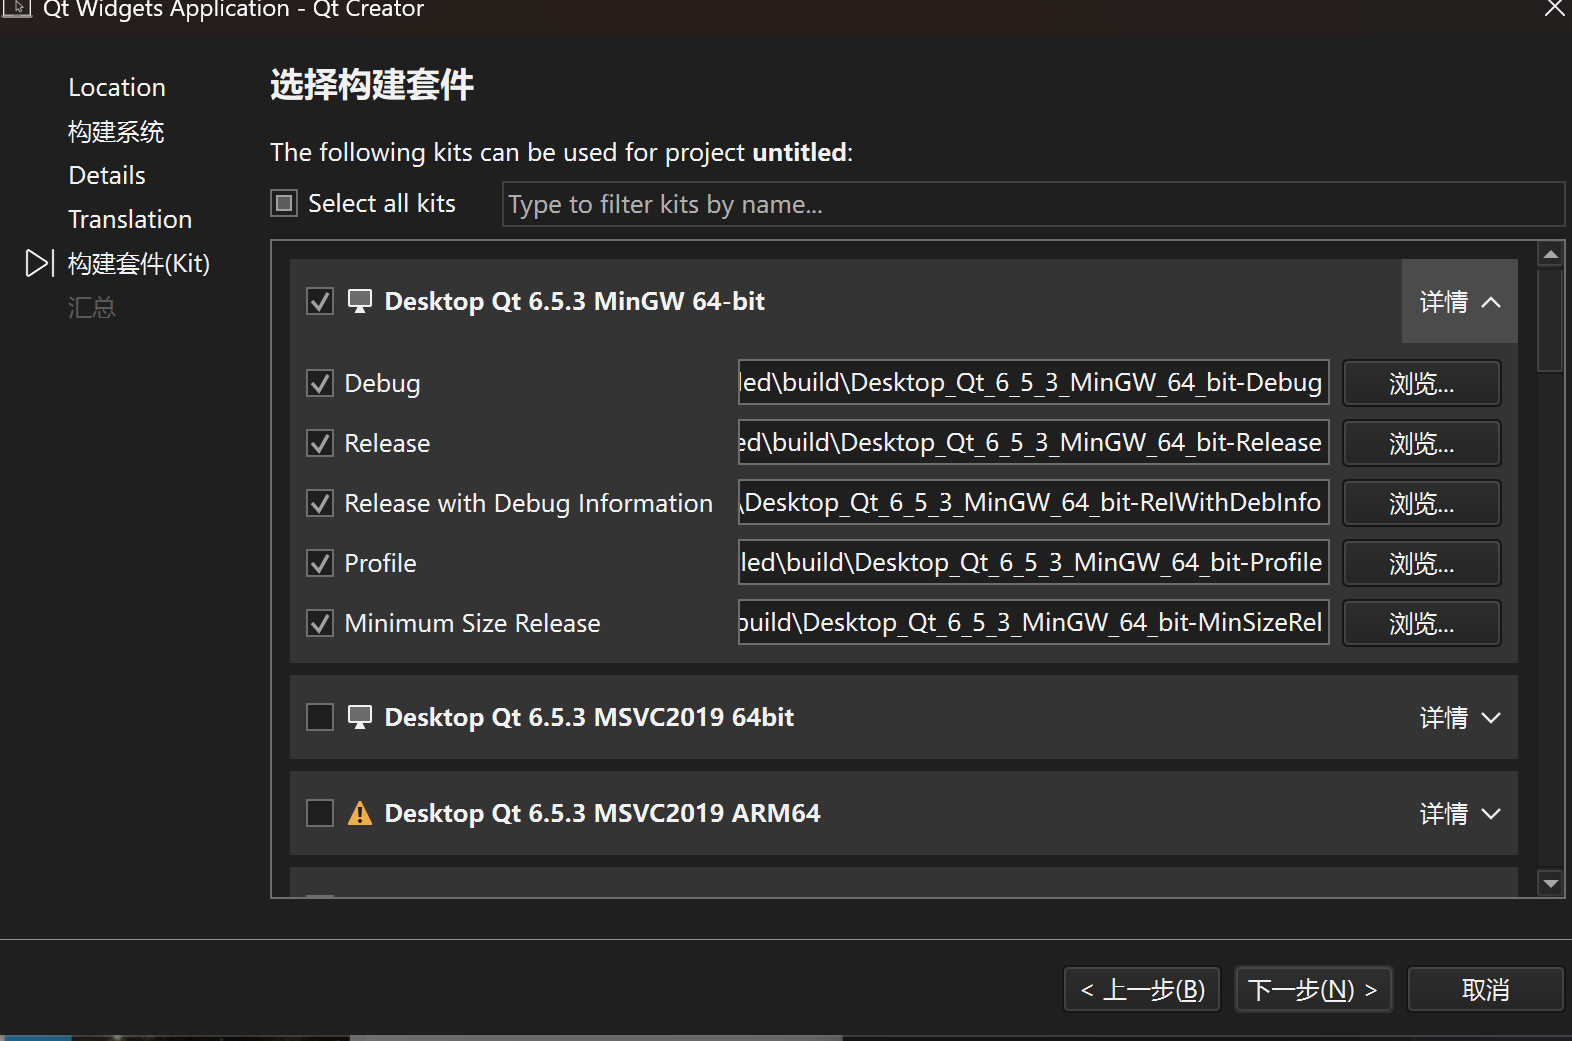 Qt Widgets Application - Qt Creator
Location
构建系统
Details
Translation
构建套件(Kit)
汇总
选择构建套件
The following kits can be used for project untitled:
Select all kits
Type to filter kits by name...
Desktop Qt 6.5.3 MinGW 64-bit
详情
Debug
led\build\Desktop_Qt_6_5_3_MinGW_64_bit-Debug
浏览...
Release
ed\build\Desktop_Qt_6_5_3_MinGW_64_bit-Release
浏览...
Release with Debug Information
\Desktop_Qt_6_5_3_MinGW_64_bit-RelWithDebInfo
浏览...
Profile
led\build\Desktop_Qt_6_5_3_MinGW_64_bit-Profile
浏览...
Minimum Size Release
build\Desktop_Qt_6_5_3_MinGW_64_bit-MinSizeRel
浏览...
Desktop Qt 6.5.3 MSVC2019 64bit
详情
Desktop Qt 6.5.3 MSVC2019 ARM64
详情
< 上一步(B)
下一步(N) >
取消